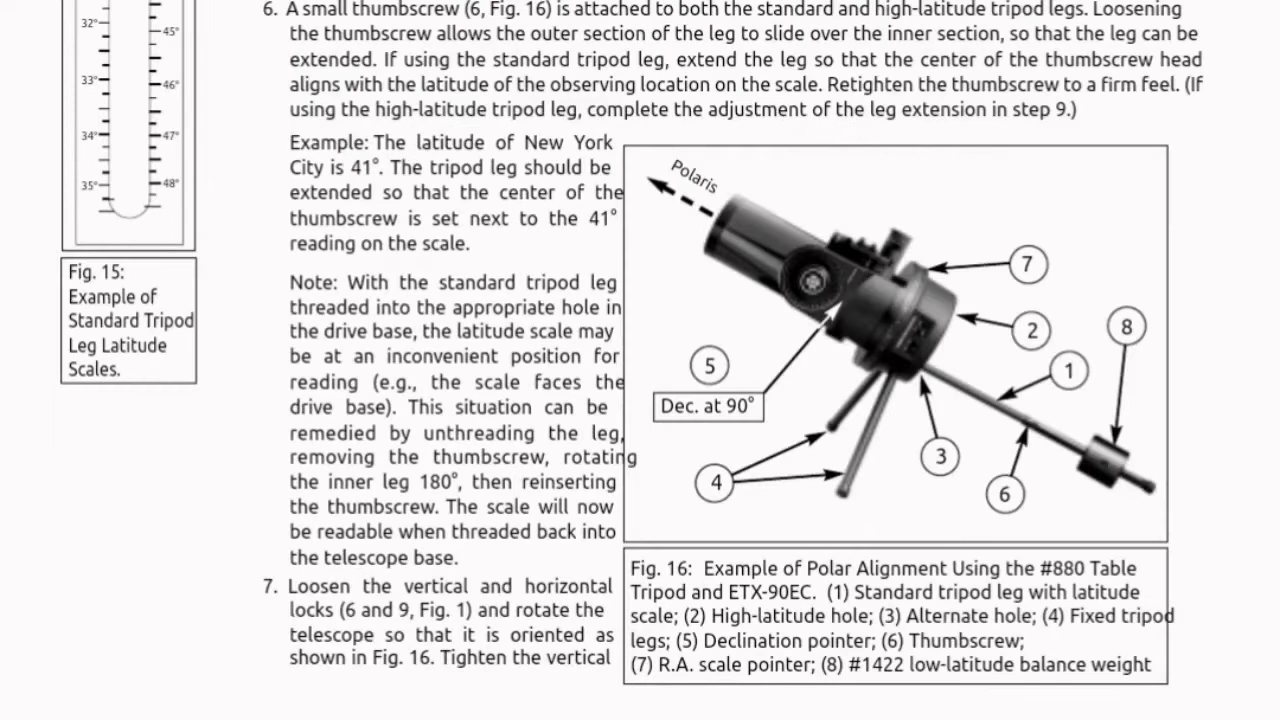 32°
45°
33°
46°
34°
47°
35°
48°
Fig. 15:
Example of
Standard Tripod
Leg Latitude
Scales.
6. A small thumbscrew (6, Fig. 16) is attached to both the standard and high-latitude tripod legs. Loosening
the thumbscrew allows the outer section of the leg to slide over the inner section, so that the leg can be
extended. If using the standard tripod leg, extend the leg so that the center of the thumbscrew head
aligns with the latitude of the observing location on the scale. Retighten the thumbscrew to a firm feel. (If
using the high-latitude tripod leg, complete the adjustment of the leg extension in step 9.)
Example: The latitude of New York
City is 41°. The tripod leg should be
extended so that the center of the
thumbscrew is set next to the 41°
reading on the scale.
Note: With the standard tripod leg
threaded into the appropriate hole in
the drive base, the latitude scale may
be at an inconvenient position for
reading (e.g., the scale faces the
drive base). This situation can be
remedied by unthreading the leg,
removing the thumbscrew, rotating
the inner leg 180°, then reinserting
the thumbscrew. The scale will now
be readable when threaded back into
the telescope base.
7. Loosen the vertical and horizontal
locks (6 and 9, Fig. 1) and rotate the
telescope so that it is oriented as
shown in Fig. 16. Tighten the vertical
Polaris
7
2
8
1
5
Dec. at 90°
3
4
6
Fig. 16: Example of Polar Alignment Using the #880 Table
Tripod and ETX-90EC. (1) Standard tripod leg with latitude
scale; (2) High-latitude hole; (3) Alternate hole; (4) Fixed tripod
legs; (5) Declination pointer; (6) Thumbscrew;
(7) R.A. scale pointer; (8) #1422 low-latitude balance weight